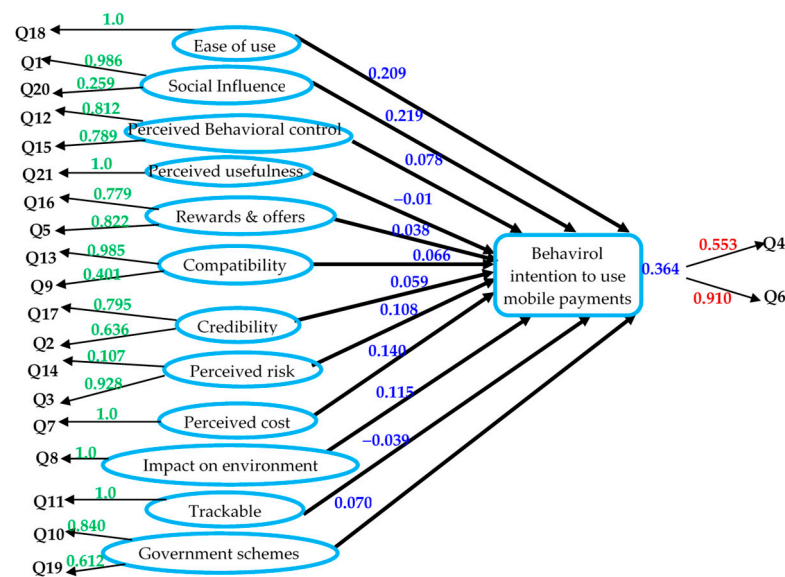 Q18 1.0 Ease of use 0.209
Q1 0.986
Q20 0.259 Social Influence 0.219
Q12 0.812 Perceived Behavioral control
Q15 0.789 0.078
Q21 1.0 Perceived usefulness −0.01
Q16 0.779 Rewards & offers
Q5 0.822 0.038
Q13 0.985 Compatibility 0.066
Q9 0.401
Q17 0.795 Credibility 0.059
Q2 0.636
Q14 0.107 Perceived risk 0.108
Q3 0.928
Q7 1.0 Perceived cost 0.140
Q8 1.0 Impact on environment 0.115
Q11 1.0 Trackable −0.039
Q10 0.840 Government schemes 0.070
Q19 0.612
Behavirol
intention to use
mobile payments
0.364
0.553 Q4
0.910 Q6